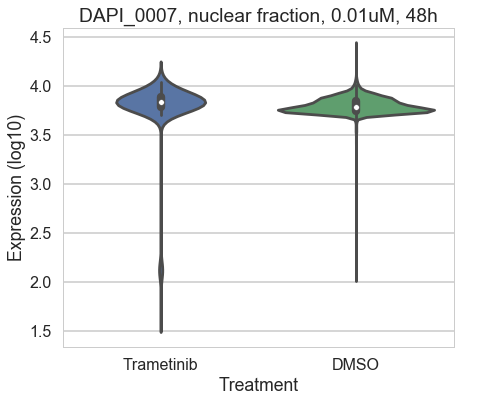 DAPI_0007, nuclear fraction, 0.01uM, 48h
4.5
4.0
3.5
3.0
2.5
2.0
1.5
Expression (log10)
Trametinib DMSO
Treatment